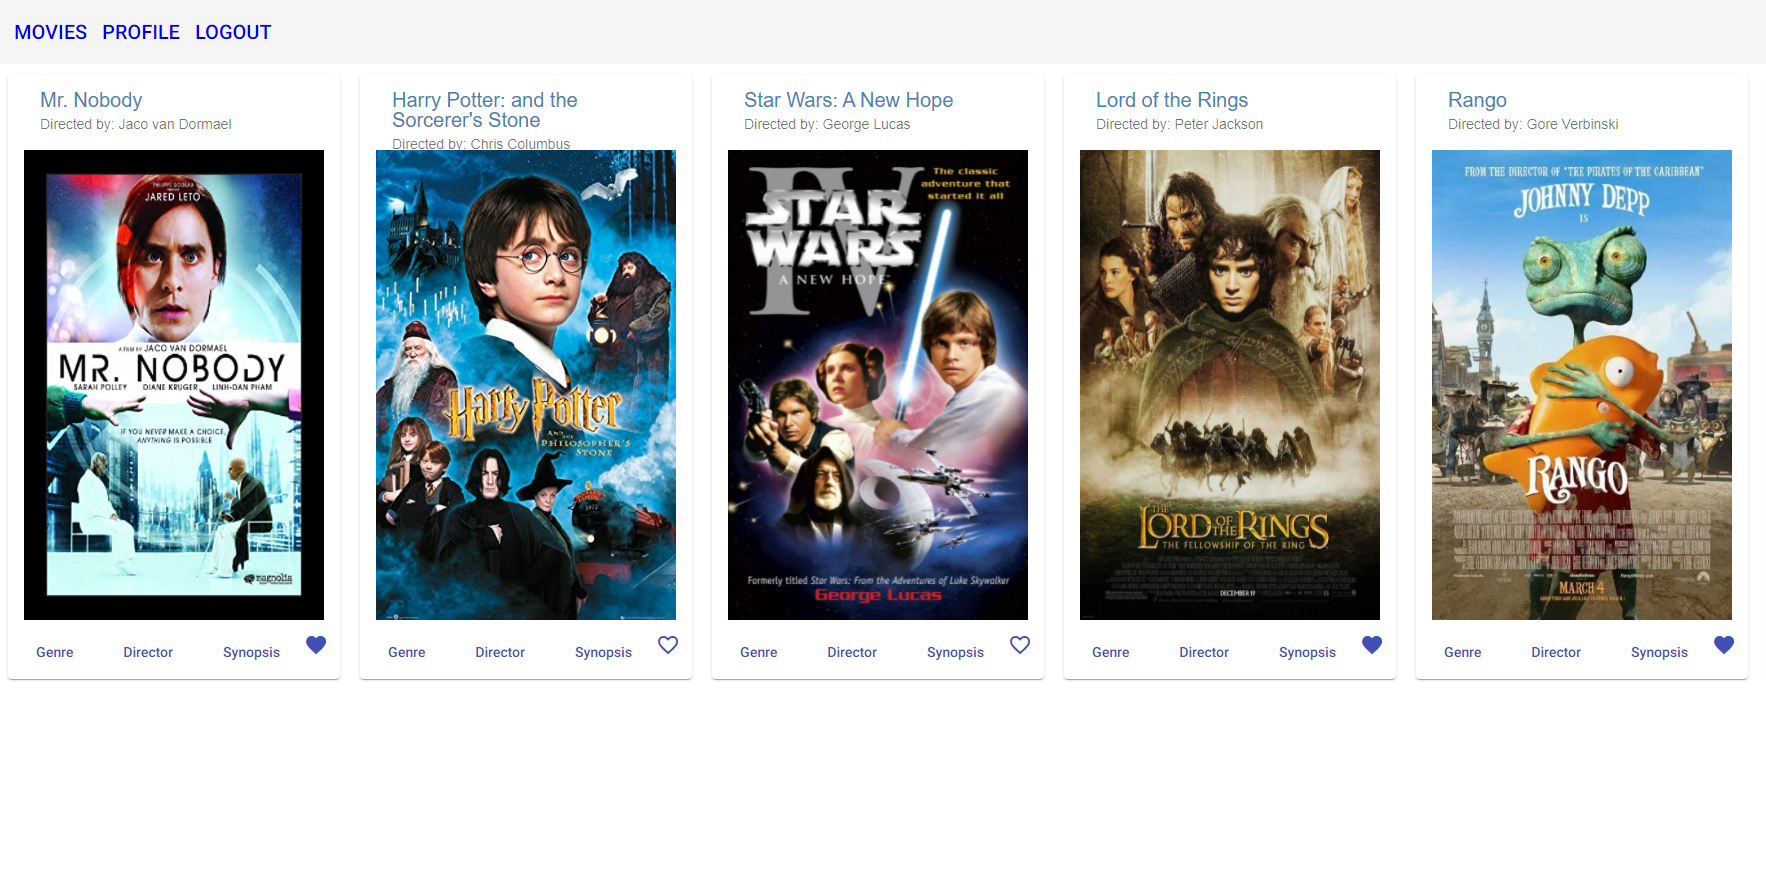 MOVIES PROFILE LOGOUT
Mr. Nobody
Directed by: Jaco van Dormael
PHILIPPE GODEAU
JARED LETO
A FILM BY JACO VAN DORMAEL
MR. NOBODY
SARAH POLLEY DIANE KRUGER LINH-DAN PHAM
IF YOU NEVER MAKE A CHOICE,
ANYTHING IS POSSIBLE
magnolia
Genre Director Synopsis
Harry Potter: and the
Sorcerer's Stone
Directed by: Chris Columbus
Harry Potter
AND THE
PHILOSOPHER'S
STONE
5972
Genre Director Synopsis
Star Wars: A New Hope
Directed by: George Lucas
The classic
adventure that
started it all
IV
STAR
WARS
A NEW HOPE
Formerly titled Star Wars: From the Adventures of Luke Skywalker
George Lucas
Genre Director Synopsis
Lord of the Rings
Directed by: Peter Jackson
THE
LORD OF THE RINGS
THE FELLOWSHIP OF THE RING
DECEMBER 19
Genre Director Synopsis
Rango
Directed by: Gore Verbinski
FROM THE DIRECTOR OF "THE PIRATES OF THE CARIBBEAN"
JOHNNY DEPP
IS
RANGO
MARCH 4
Genre Director Synopsis